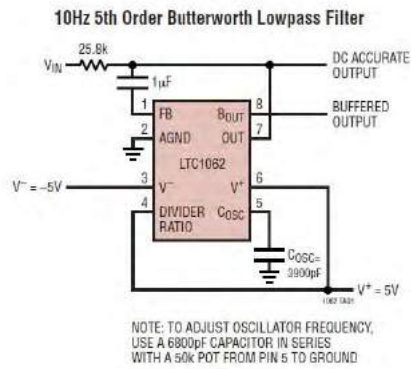 10Hz 5th Order Butterworth Lowpass Filter
25.8k
VIN
DC ACCURATE
OUTPUT
1µF
1
FB
BOUT
8
BUFFERED
OUTPUT
2
AGND
OUT
7
LTC1062
V⁻ = –5V
3
V⁻
V⁺
6
4
DIVIDER
RATIO
COSC
5
COSC=
3900pF
V⁺ = 5V
1062 TA01
NOTE: TO ADJUST OSCILLATOR FREQUENCY,
USE A 6800pF CAPACITOR IN SERIES
WITH A 50k POT FROM PIN 5 TO GROUND